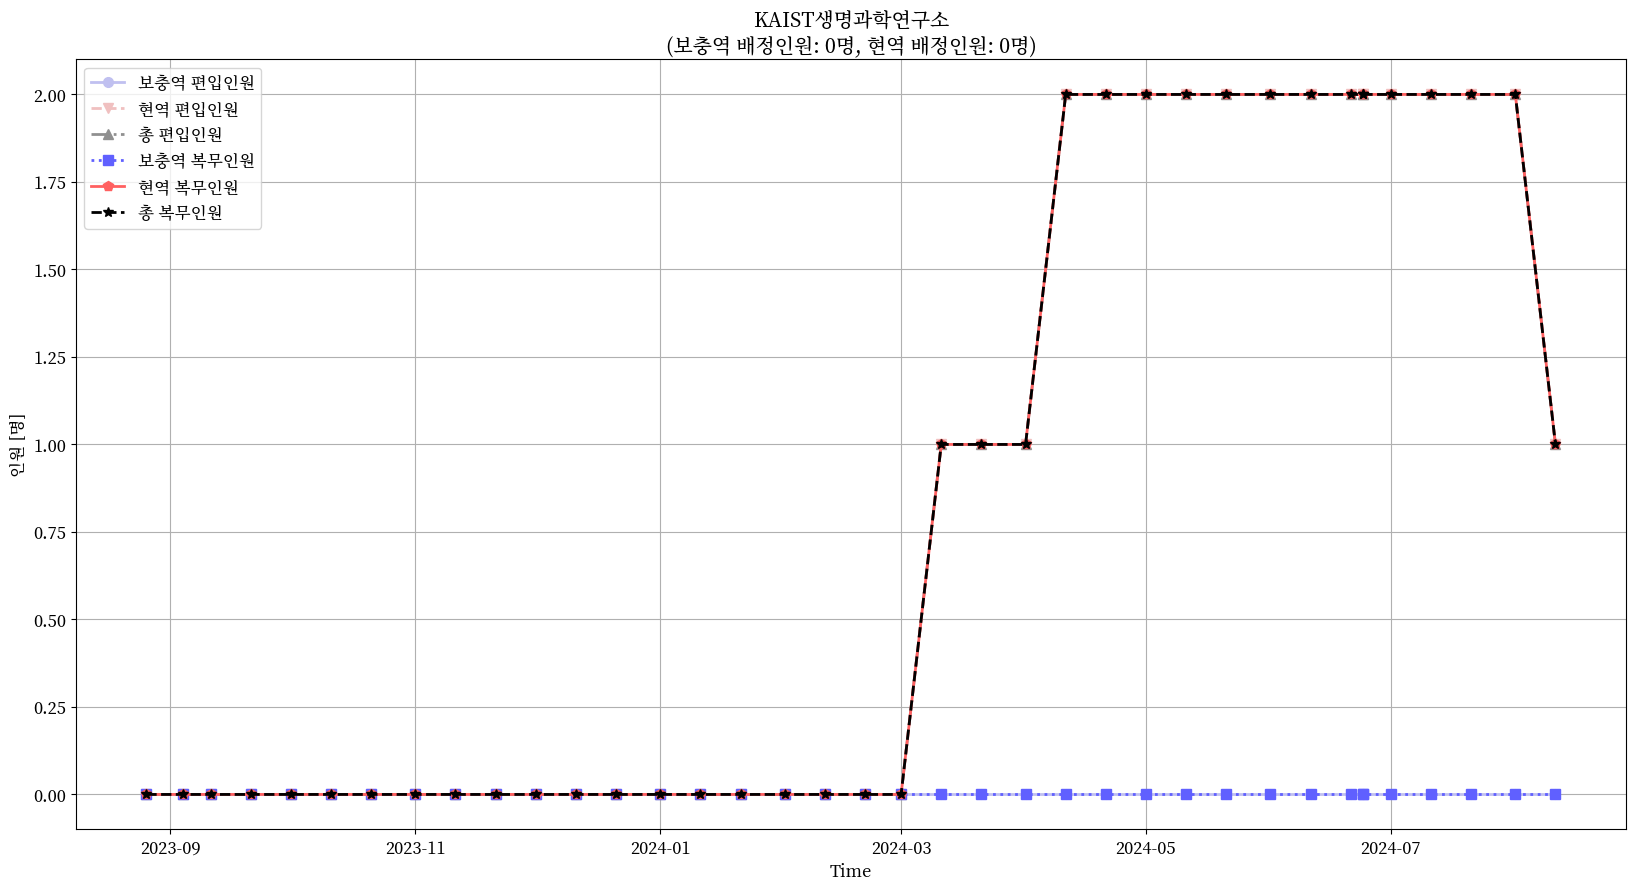 KAIST생명과학연구소
(보충역 배정인원: 0명, 현역 배정인원: 0명)
보충역 편입인원
현역 편입인원
총 편입인원
보충역 복무인원
현역 복무인원
총 복무인원
인원 [명]
2.00
1.75
1.50
1.25
1.00
0.75
0.50
0.25
0.00
2023-09 2023-11 2024-01 2024-03 2024-05 2024-07
Time